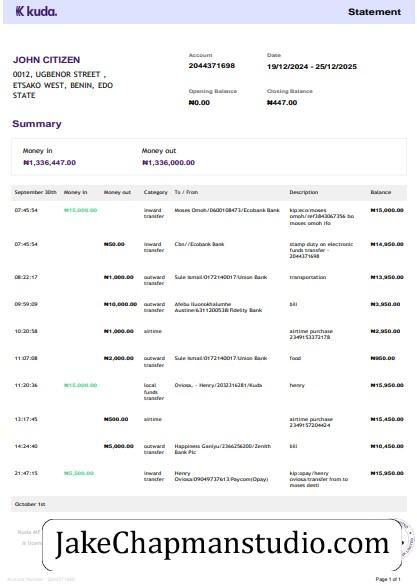 kuda.
Statement
JOHN CITIZEN
0012, UGBENOR STREET ,
ETSAKO WEST, BENIN, EDO
STATE
Account
2044371698
Date
19/12/2024 - 25/12/2025
Opening Balance
₦0.00
Closing Balance
₦447.00
Summary
Money In
₦1,336,447.00
Money out
₦1,336,000.00
September 30th Money In Money out Category To / From Description Balance
07:45:54 ₦15,000.00 inward Moses Omoh/0600108473/Ecobank Bank kip:eco/moses ₦15,000.00
transfer omoh/ref3843067356 bo
moses omoh ifo
07:45:54 ₦50.00 inward Cbn//Ecobank Bank stamp duty on electronic ₦14,950.00
transfer funds transfer -
2044371698
08:22:17 ₦1,000.00 outward Sule Ismail/0172140017/Union Bank transportation ₦13,950.00
transfer
09:59:09 ₦10,000.00 outward Afebu Iluonokhalumhe bill ₦3,950.00
transfer Austine/6311200538/Fidelity Bank
10:20:58 ₦1,000.00 airtime airtime purchase ₦2,950.00
2349153372178
11:07:08 ₦2,000.00 outward Sule Ismail/0172140017/Union Bank food ₦950.00
transfer
11:20:36 ₦15,000.00 local Oviosa, - Henry/2032316281/Kuda henry ₦15,950.00
funds
transfer
13:17:45 ₦500.00 airtime airtime purchase ₦15,450.00
2349157204424
14:24:40 ₦5,000.00 outward Happiness Ganiyu/2366256200/Zenith bill ₦10,450.00
transfer Bank Plc
21:47:15 ₦5,500.00 inward Henry kip:opay/henry ₦15,950.00
transfer Oviosa/09049737613/Paycom(Opay) oviosa/transfer from to
moses desti
October 1st
Kuda MF
JakeChapmanstudio.com
Account Number - 2044371698
Page 1 of 1